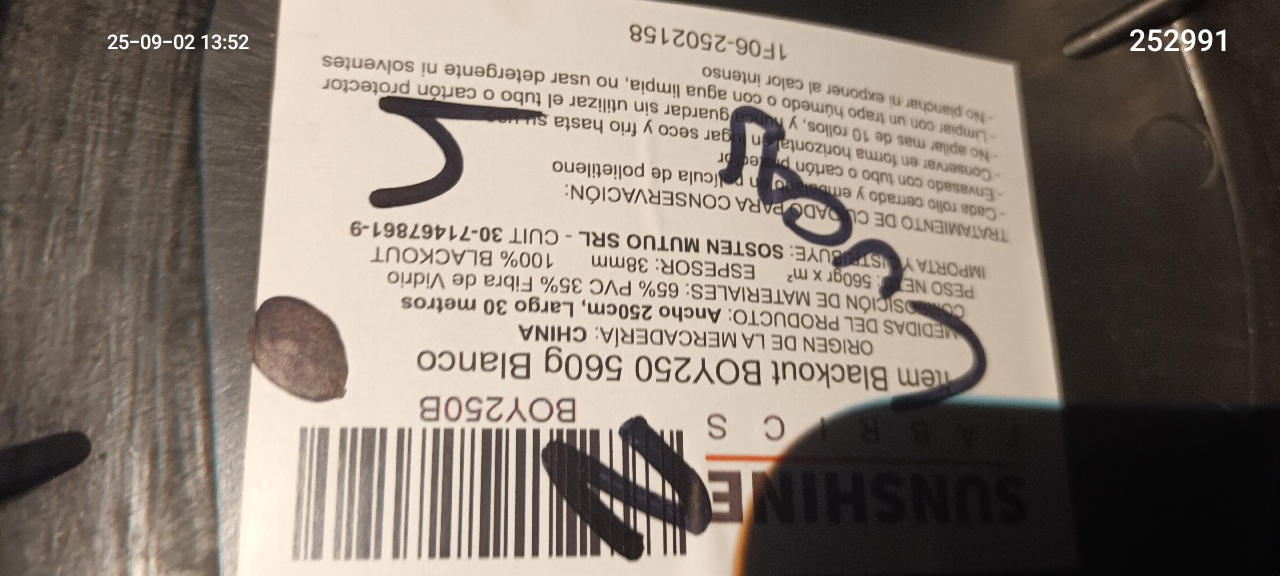 25-09-02 13:52
252991
SUNSHINE
FABRICS
BOY250B
Item Blackout BOY250 560g Blanco
ORIGEN DE LA MERCADERÍA: CHINA
MEDIDAS DEL PRODUCTO: Ancho 250cm, Largo 30 metros
COMPOSICIÓN DE MATERIALES: 65% PVC 35% Fibra de Vidrio
PESO NETO: 560gr x m² ESPESOR: 38mm 100% BLACKOUT
IMPORTA Y DISTRIBUYE: SOSTEN MUTUO SRL - CUIT 30-71467861-9
TRATAMIENTO DE CUIDADO PARA CONSERVACIÓN:
- Cada rollo cerrado y embalado en película de polietileno
- Envasado con tubo o cartón protector
- Conservar en forma horizontal en lugar seco y frio hasta su uso
- No apilar mas de 10 rollos, y nunca guardar sin utilizar el tubo o cartón protector
- Limpiar con un trapo húmedo o con agua limpia, no usar detergente ni solventes
- No planchar ni exponer al calor intenso
1F06-2502158